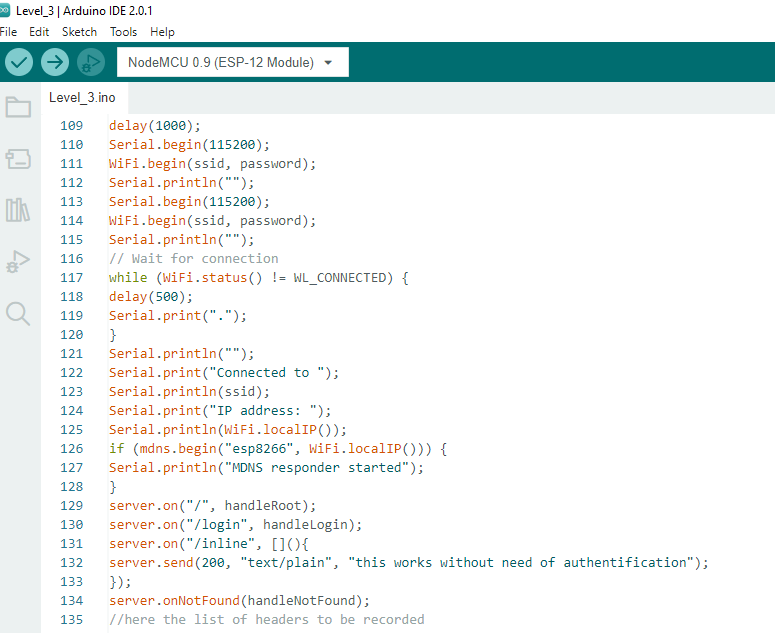 Level_3 | Arduino IDE 2.0.1
File Edit Sketch Tools Help
NodeMCU 0.9 (ESP-12 Module)
Level_3.ino
109 delay(1000);
110 Serial.begin(115200);
111 WiFi.begin(ssid, password);
112 Serial.println("");
113 Serial.begin(115200);
114 WiFi.begin(ssid, password);
115 Serial.println("");
116 // Wait for connection
117 while (WiFi.status() != WL_CONNECTED) {
118 delay(500);
119 Serial.print(".");
120 }
121 Serial.println("");
122 Serial.print("Connected to ");
123 Serial.println(ssid);
124 Serial.print("IP address: ");
125 Serial.println(WiFi.localIP());
126 if (mdns.begin("esp8266", WiFi.localIP())) {
127 Serial.println("MDNS responder started");
128 }
129 server.on("/", handleRoot);
130 server.on("/login", handleLogin);
131 server.on("/inline", [](){
132 server.send(200, "text/plain", "this works without need of authentification");
133 });
134 server.onNotFound(handleNotFound);
135 //here the list of headers to be recorded